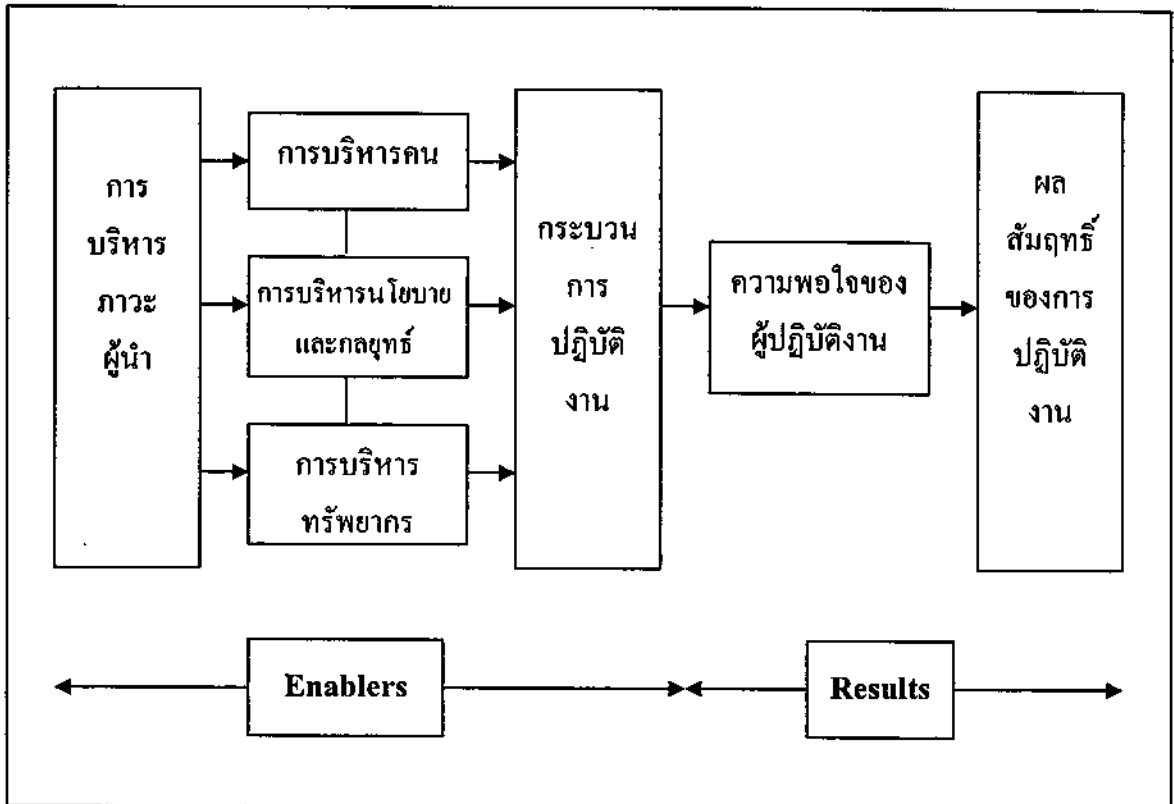 การ
บริหาร
ภาวะ
ผู้นำ
การบริหารคน
การบริหารนโยบาย
และกลยุทธ์
การบริหาร
ทรัพยากร
กระบวน
การ
ปฏิบัติ
งาน
ความพอใจของ
ผู้ปฏิบัติงาน
ผล
สัมฤทธิ์
ของการ
ปฏิบัติ
งาน
Enablers
Results